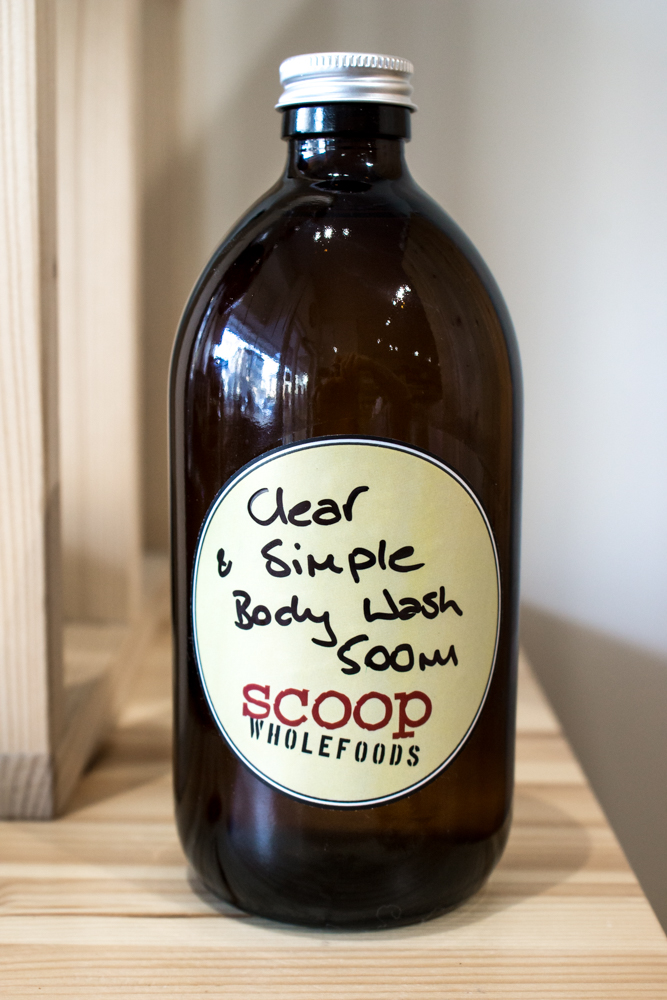 Clear
& Simple
Body Wash
500ml
SCOOP
WHOLEFOODS